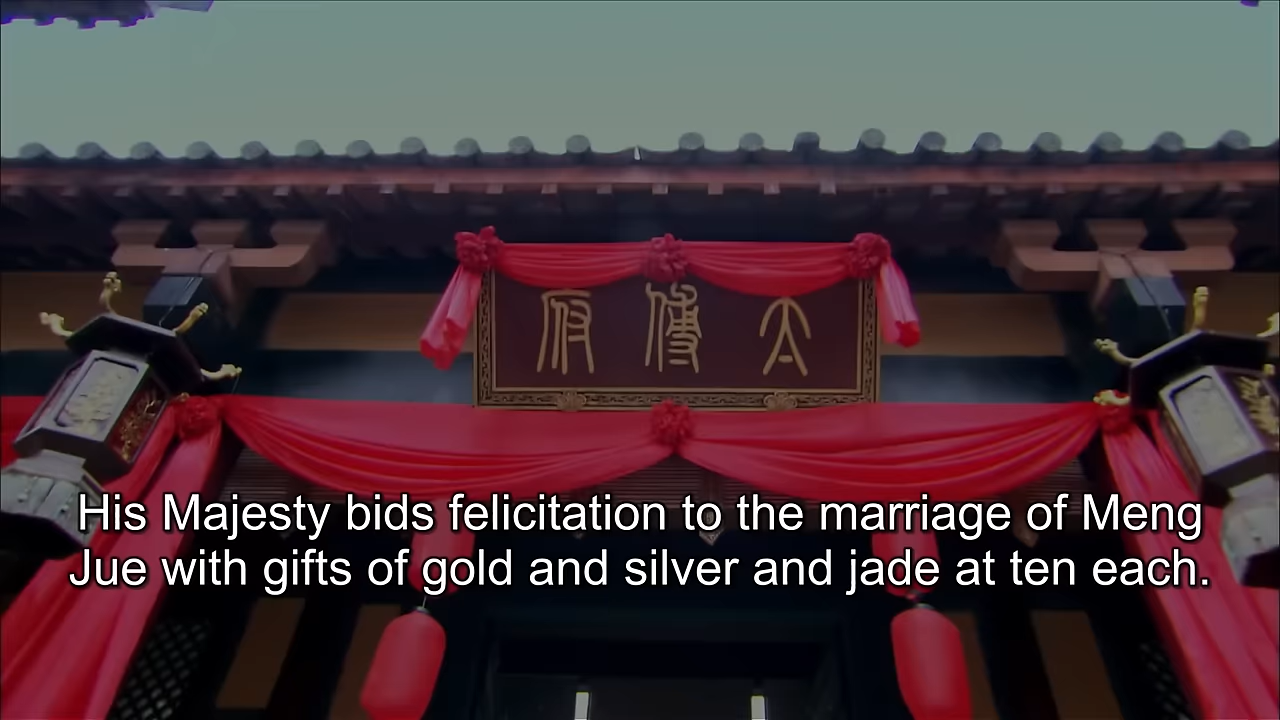 府傅太
His Majesty bids felicitation to the marriage of Meng
Jue with gifts of gold and silver and jade at ten each.